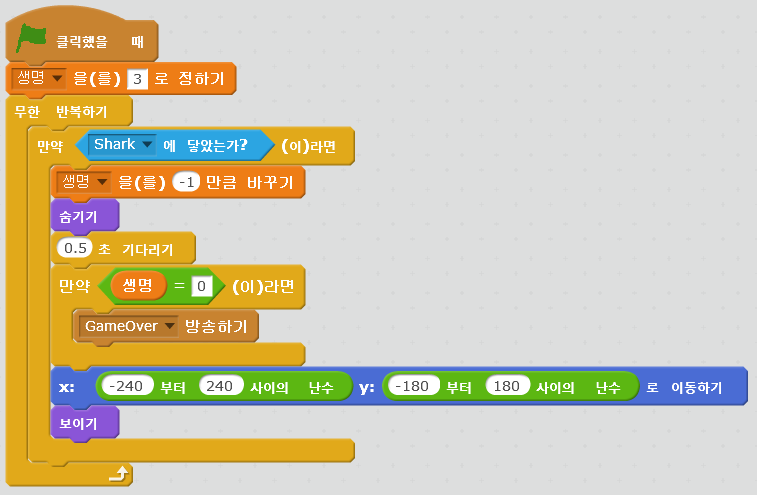 클릭했을 때
생명 을(를) 3 로 정하기
무한 반복하기
만약 Shark 에 닿았는가? (이)라면
생명 을(를) -1 만큼 바꾸기
숨기기
0.5 초 기다리기
만약 생명 = 0 (이)라면
GameOver 방송하기
x: -240 부터 240 사이의 난수 y: -180 부터 180 사이의 난수 로 이동하기
보이기